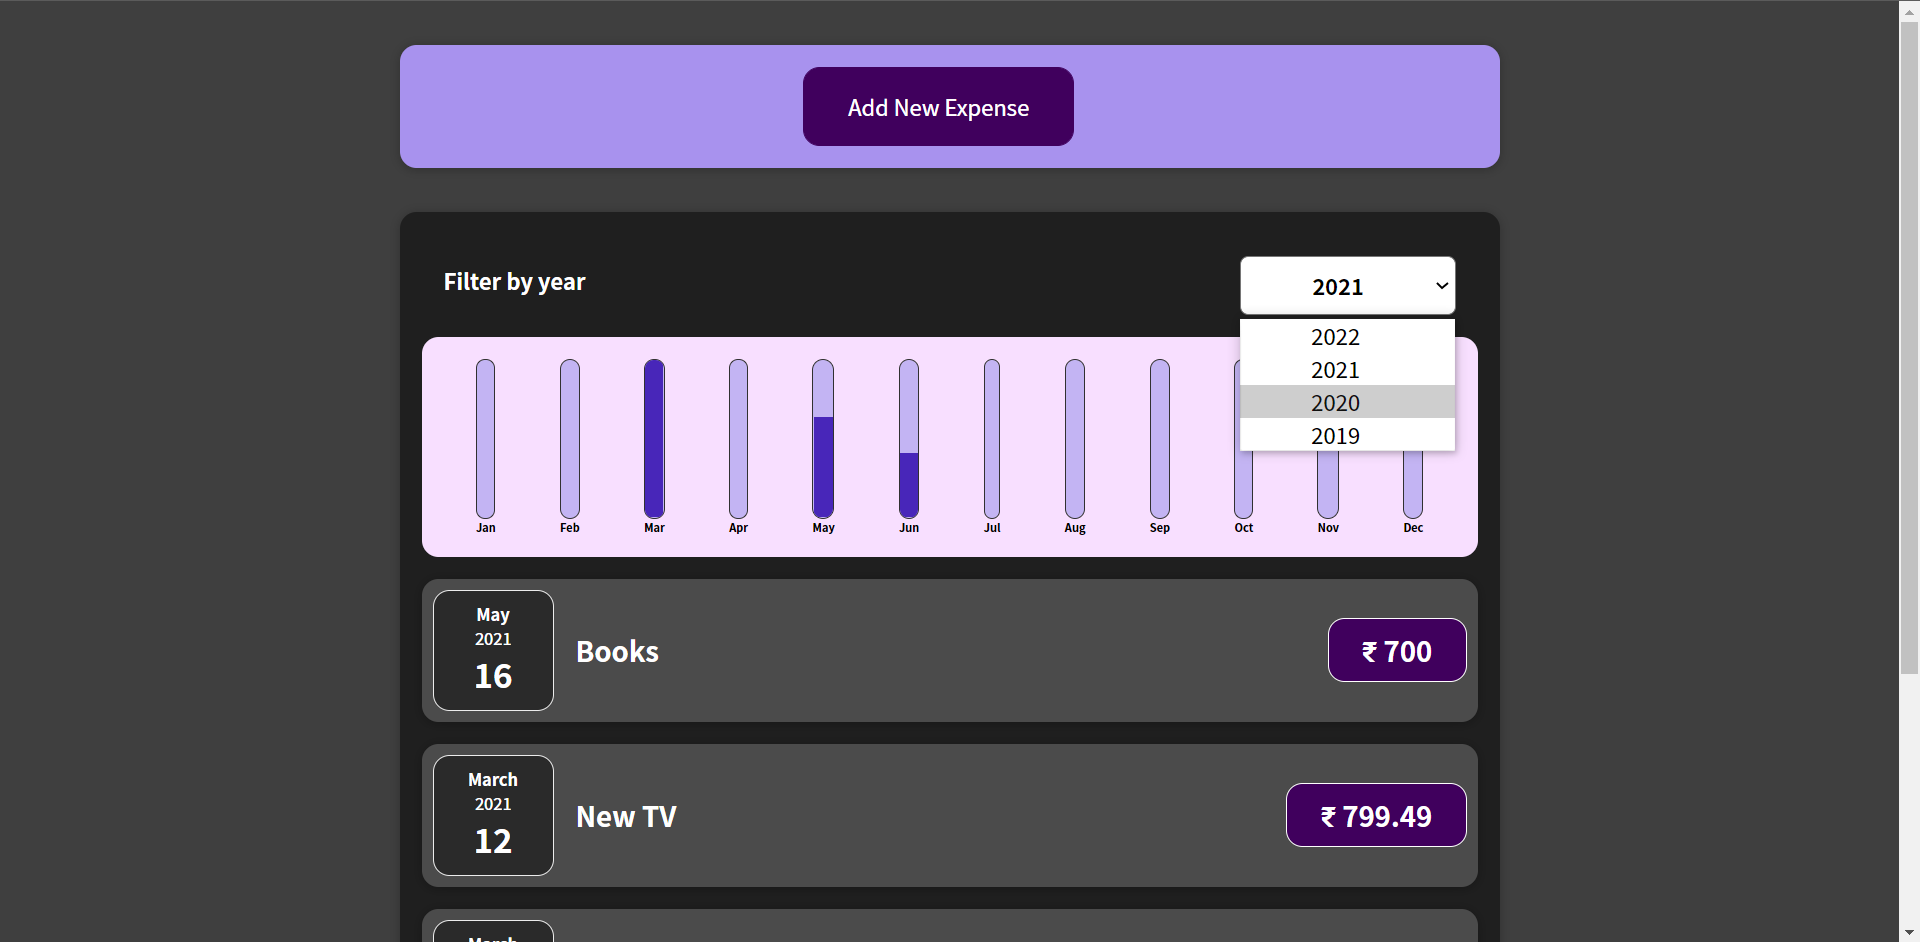 Add New Expense
Filter by year
2021
2022
2021
2020
2019
Jan Feb Mar Apr May Jun Jul Aug Sep Oct Nov Dec
May
2021
16
Books
₹ 700
March
2021
12
New TV
₹ 799.49
March